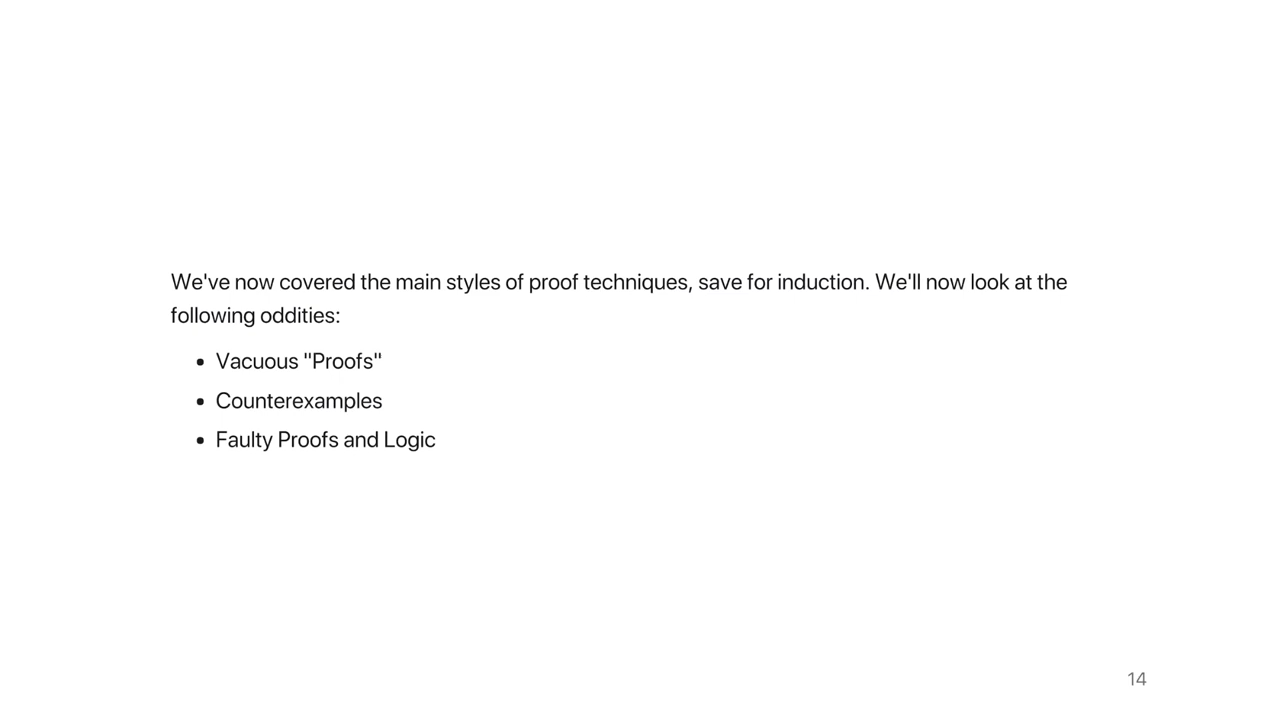 We've now covered the main styles of proof techniques, save for induction. We'll now look at the
following oddities:
• Vacuous "Proofs"
• Counterexamples
• Faulty Proofs and Logic
14